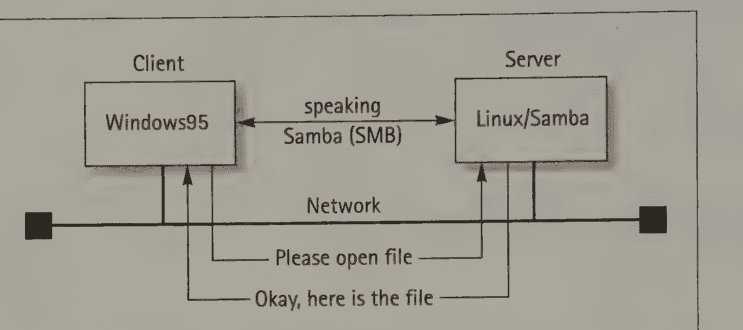 Client
Server
Windows95
speaking
Samba (SMB)
Linux/Samba
Network
Please open file
Okay, here is the file